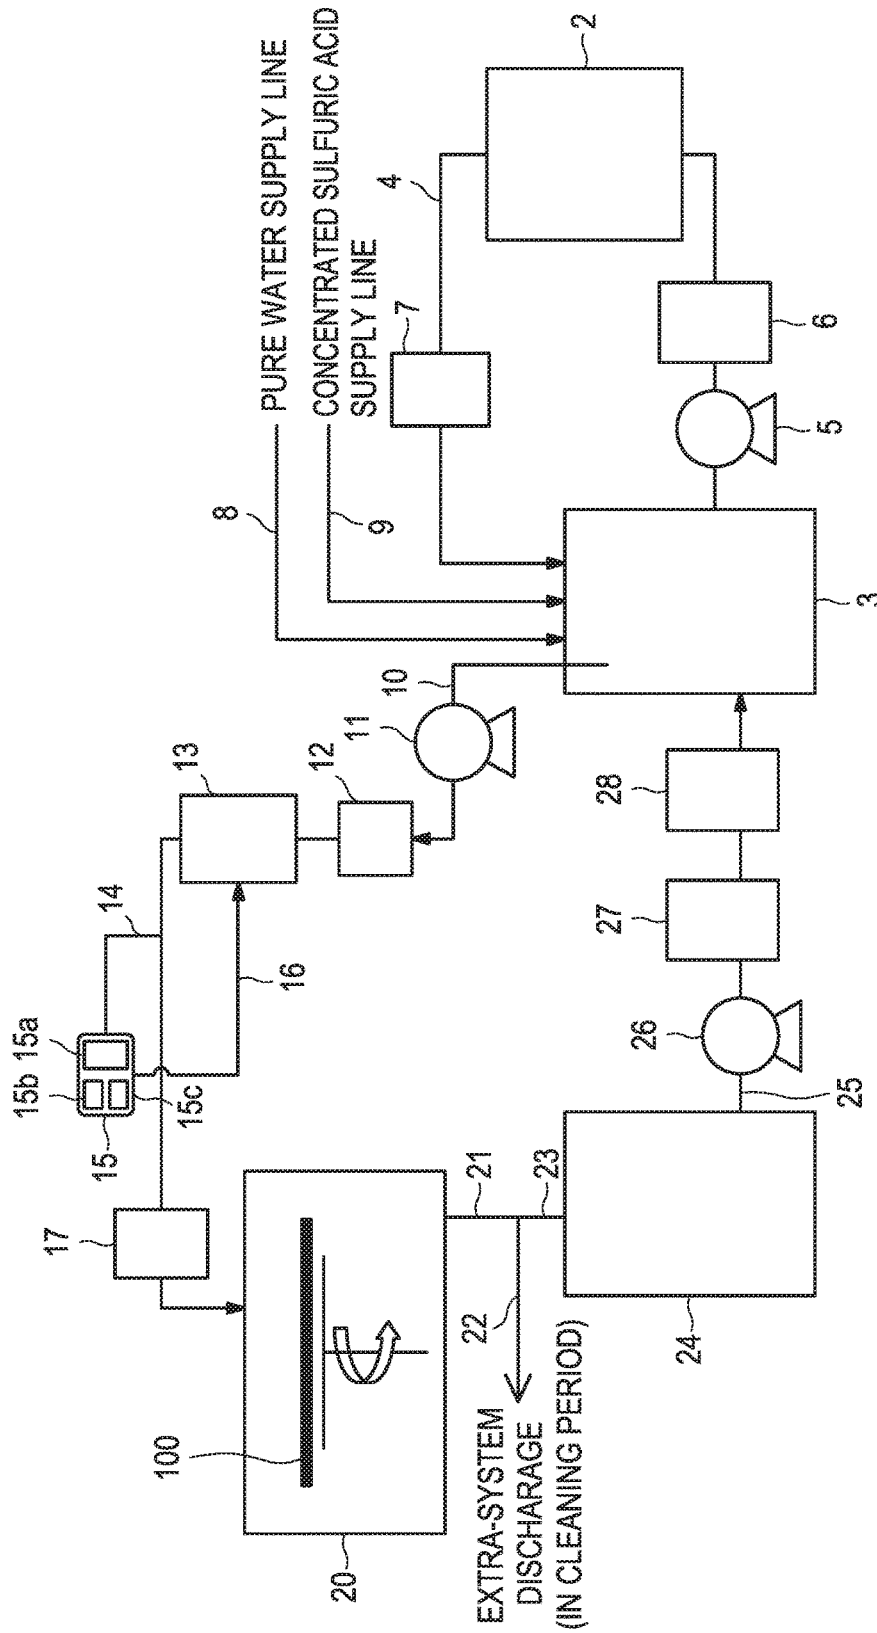 PURE WATER SUPPLY LINE
CONCENTRATED SULFURIC ACID
SUPPLY LINE
2
4
7
6
5
8
9
3
10
11
12
13
14
16
15a
15b
15c
15
17
28
27
26
25
24
23
21
22
EXTRA-SYSTEM
DISCHARAGE
(IN CLEANING PERIOD)
100
20